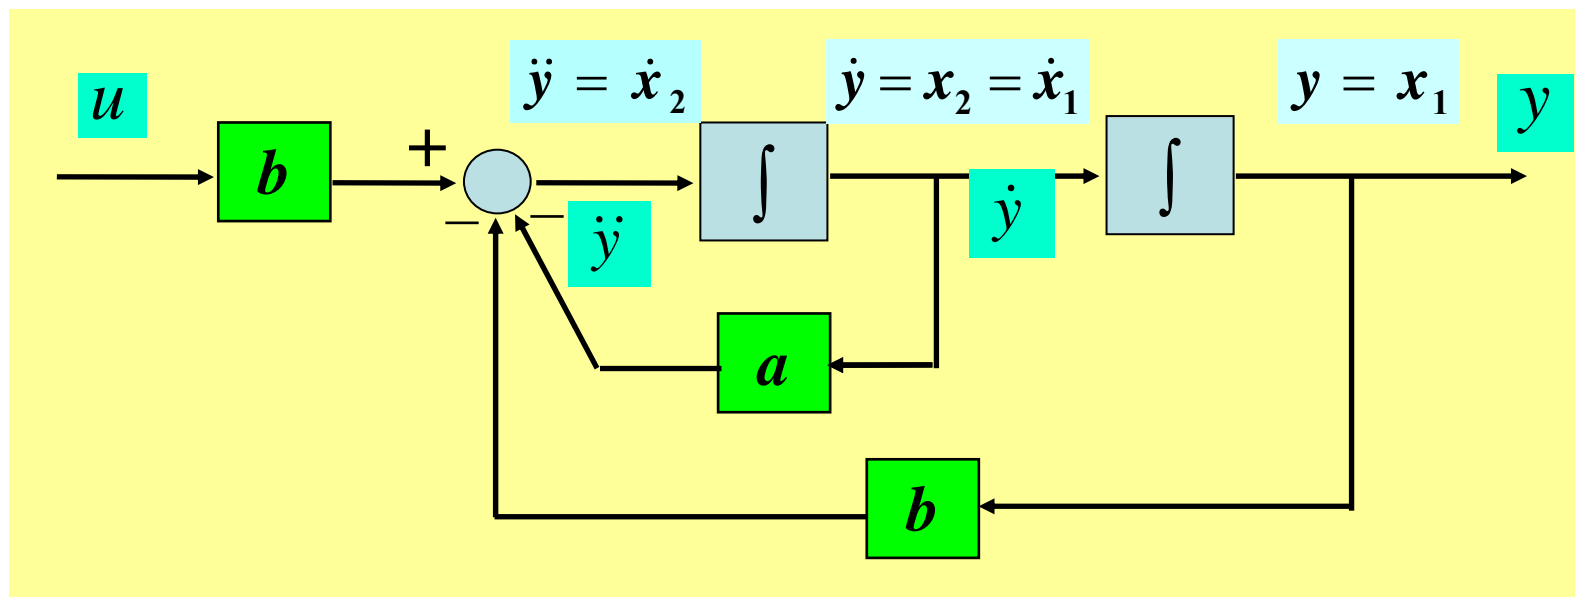 u
ÿ = ẋ₂
ẏ = x₂ = ẋ₁
y = x₁
y
b
+
∫
∫
−
−
ÿ
ẏ
a
b